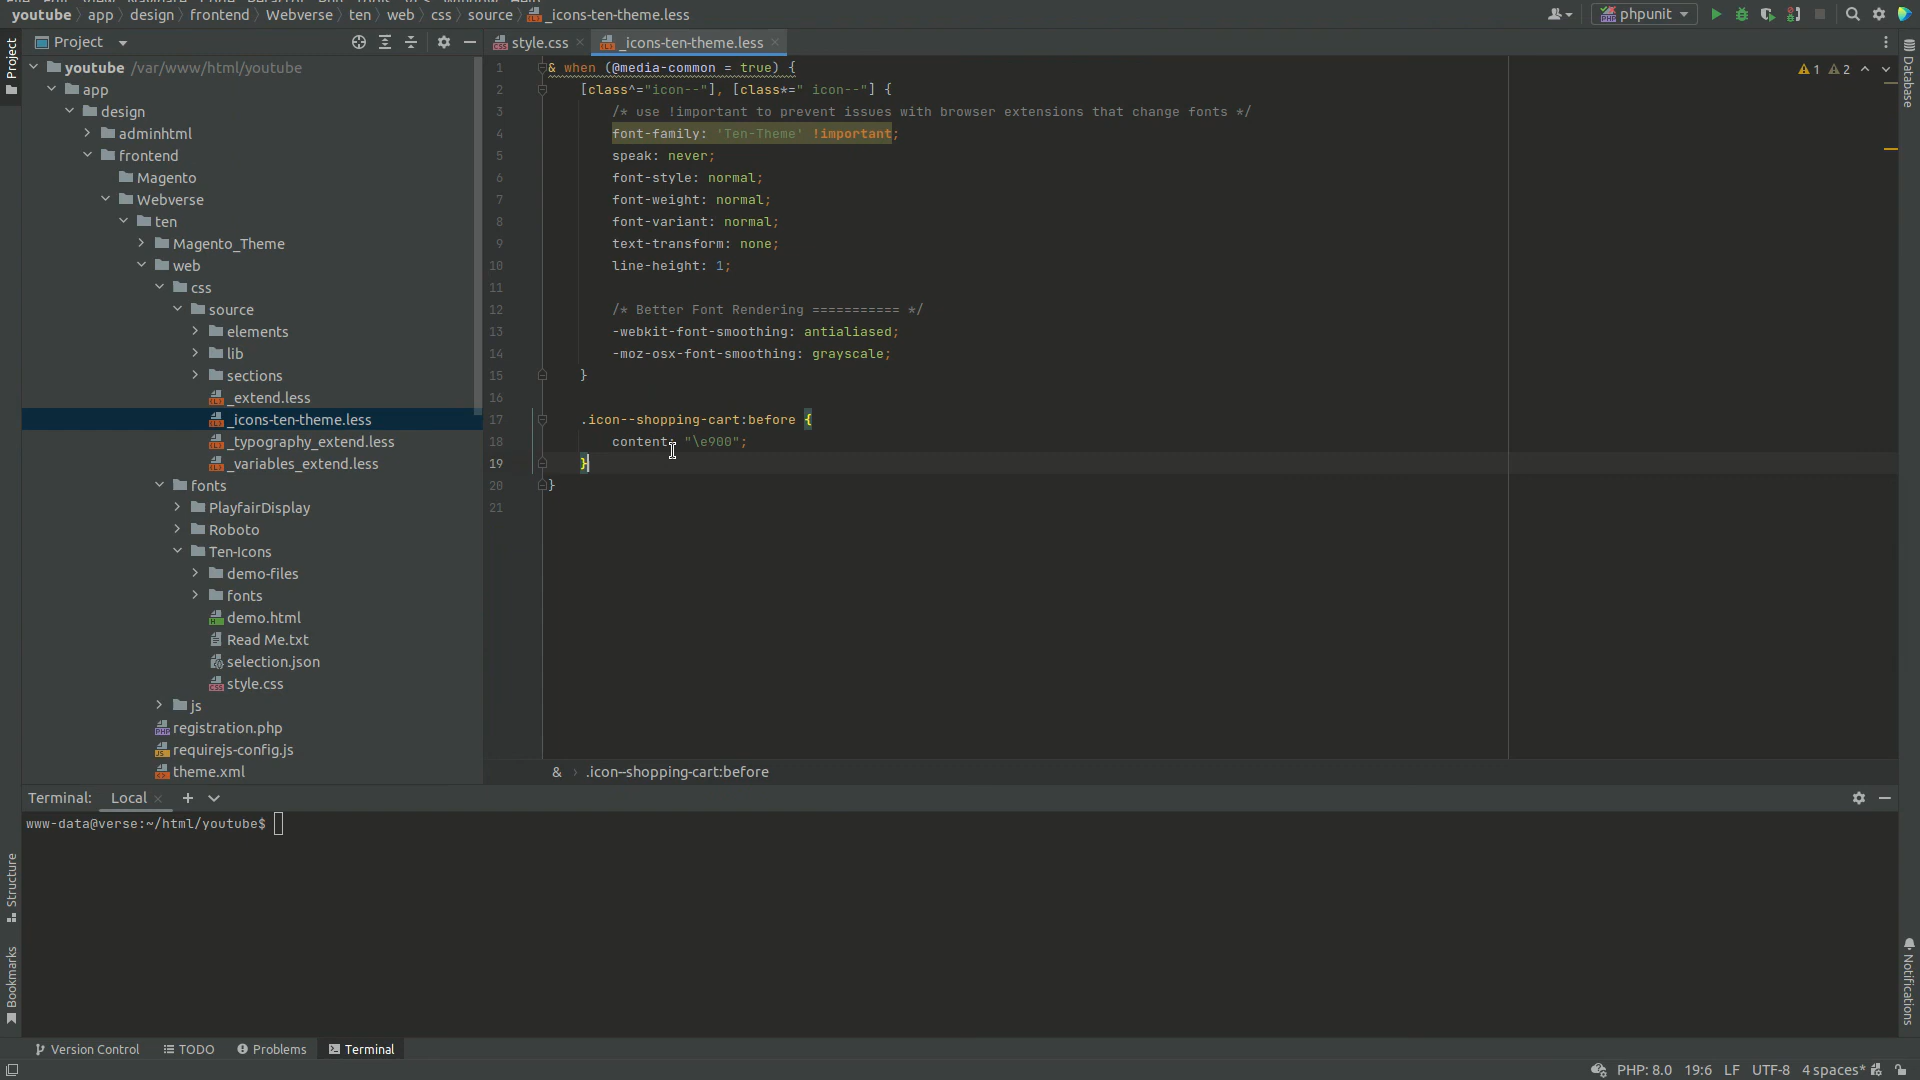 youtube app design frontend Webverse ten web css source _icons-ten-theme.less phpunit
Project style.css _icons-ten-theme.less
youtube /var/www/html/youtube
app
design
adminhtml
frontend
Magento
Webverse
ten
Magento_Theme
web
css
source
elements
lib
sections
_extend.less
_icons-ten-theme.less
_typography_extend.less
_variables_extend.less
fonts
PlayfairDisplay
Roboto
Ten-Icons
demo-files
fonts
demo.html
Read Me.txt
selection.json
style.css
js
registration.php
requirejs-config.js
theme.xml
1 & when (@media-common = true) {
2 [class^="icon--"], [class*=" icon--"] {
3 /* use !important to prevent issues with browser extensions that change fonts */
4 font-family: 'Ten-Theme' !important;
5 speak: never;
6 font-style: normal;
7 font-weight: normal;
8 font-variant: normal;
9 text-transform: none;
10 line-height: 1;
11
12 /* Better Font Rendering =========== */
13 -webkit-font-smoothing: antialiased;
14 -moz-osx-font-smoothing: grayscale;
15 }
16
17 .icon--shopping-cart:before {
18 content: "\e900";
19 }
20 }
21
1 2
& .icon--shopping-cart:before
Project
Structure
Bookmarks
Database
Notifications
Terminal: Local
www-data@verse:~/html/youtube$
Version Control TODO Problems Terminal
PHP: 8.0 19:6 LF UTF-8 4 spaces*